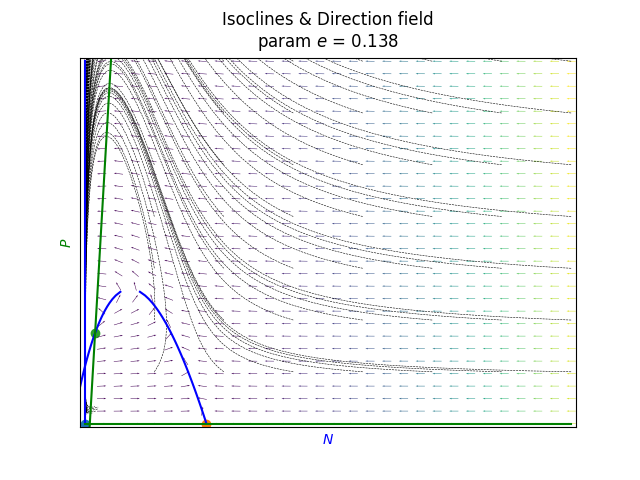 Isoclines & Direction field
param e = 0.138
P
N